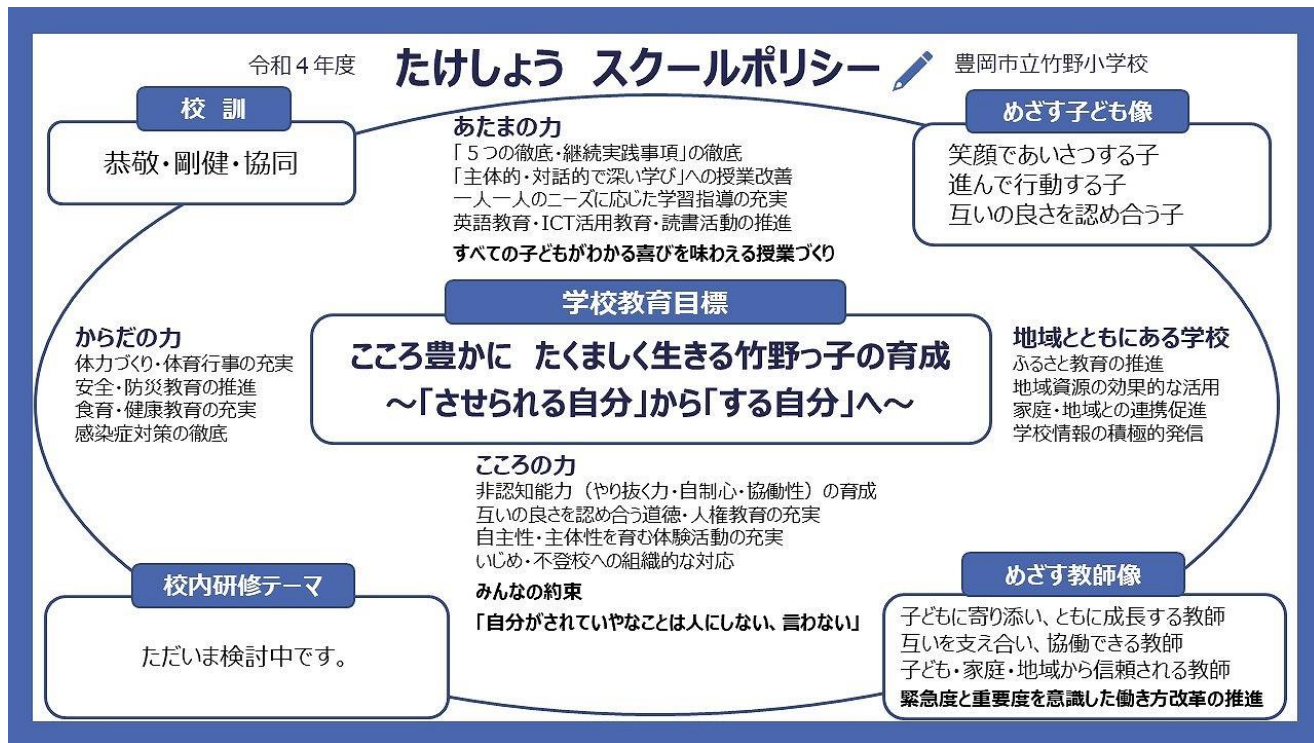 令和４年度 たけしょう スクールポリシー 豊岡市立竹野小学校
校 訓
恭敬・剛健・協同
あたまの力
「５つの徹底・継続実践事項」の徹底
「主体的・対話的で深い学び」への授業改善
一人一人のニーズに応じた学習指導の充実
英語教育・ICT活用教育・読書活動の推進
すべての子どもがわかる喜びを味わえる授業づくり
めざす子ども像
笑顔であいさつする子
進んで行動する子
互いの良さを認め合う子
学校教育目標
こころ豊かに たくましく生きる竹野っ子の育成
～「させられる自分」から「する自分」へ～
からだの力
体力づくり・体育行事の充実
安全・防災教育の推進
食育・健康教育の充実
感染症対策の徹底
地域とともにある学校
ふるさと教育の推進
地域資源の効果的な活用
家庭・地域との連携促進
学校情報の積極的発信
こころの力
非認知能力（やり抜く力・自制心・協働性）の育成
互いの良さを認め合う道徳・人権教育の充実
自主性・主体性を育む体験活動の充実
いじめ・不登校への組織的な対応
みんなの約束
「自分がされていやなことは人にしない、言わない」
校内研修テーマ
ただいま検討中です。
めざす教師像
子どもに寄り添い、ともに成長する教師
互いを支え合い、協働できる教師
子ども・家庭・地域から信頼される教師
緊急度と重要度を意識した働き方改革の推進